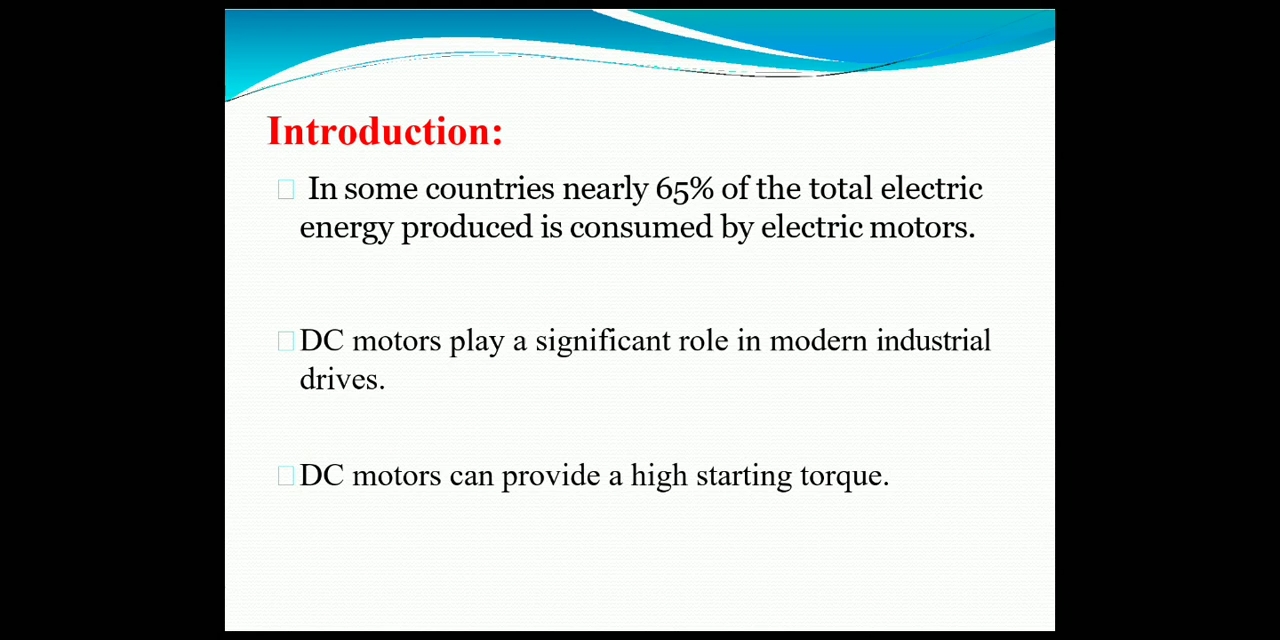 Introduction:
In some countries nearly 65% of the total electric
energy produced is consumed by electric motors.
DC motors play a significant role in modern industrial
drives.
DC motors can provide a high starting torque.